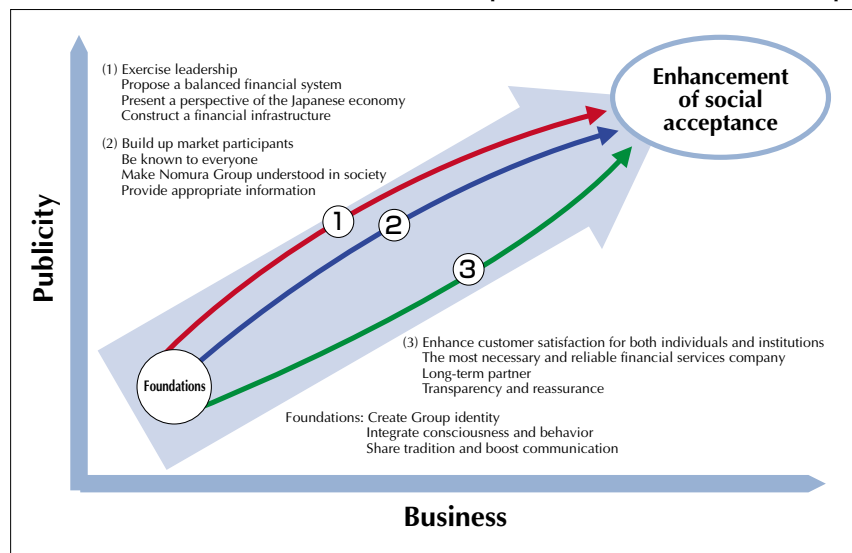 (1) Exercise leadership
Propose a balanced financial system
Present a perspective of the Japanese economy
Construct a financial infrastructure
(2) Build up market participants
Be known to everyone
Make Nomura Group understood in society
Provide appropriate information
Enhancement
of social
acceptance
Publicity
1
2
3
Foundations
(3) Enhance customer satisfaction for both individuals and institutions
The most necessary and reliable financial services company
Long-term partner
Transparency and reassurance
Foundations: Create Group identity
Integrate consciousness and behavior
Share tradition and boost communication
Business